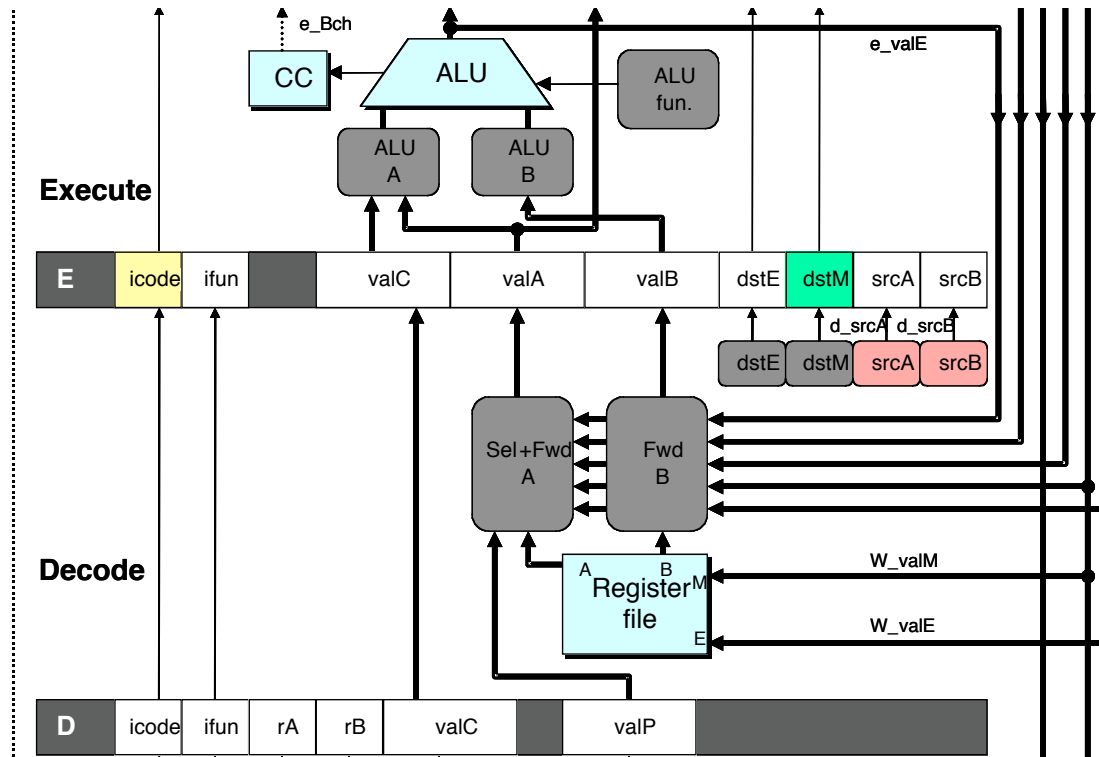 e_Bch
e_valE
CC
ALU
ALU
fun.
ALU
A
ALU
B
Execute
E
icode
ifun
valC
valA
valB
dstE
dstM
srcA
srcB
d_srcA
d_srcB
dstE
dstM
srcA
srcB
Sel+Fwd
A
Fwd
B
Decode
A
B
M
Register
file
E
W_valM
W_valE
D
icode
ifun
rA
rB
valC
valP